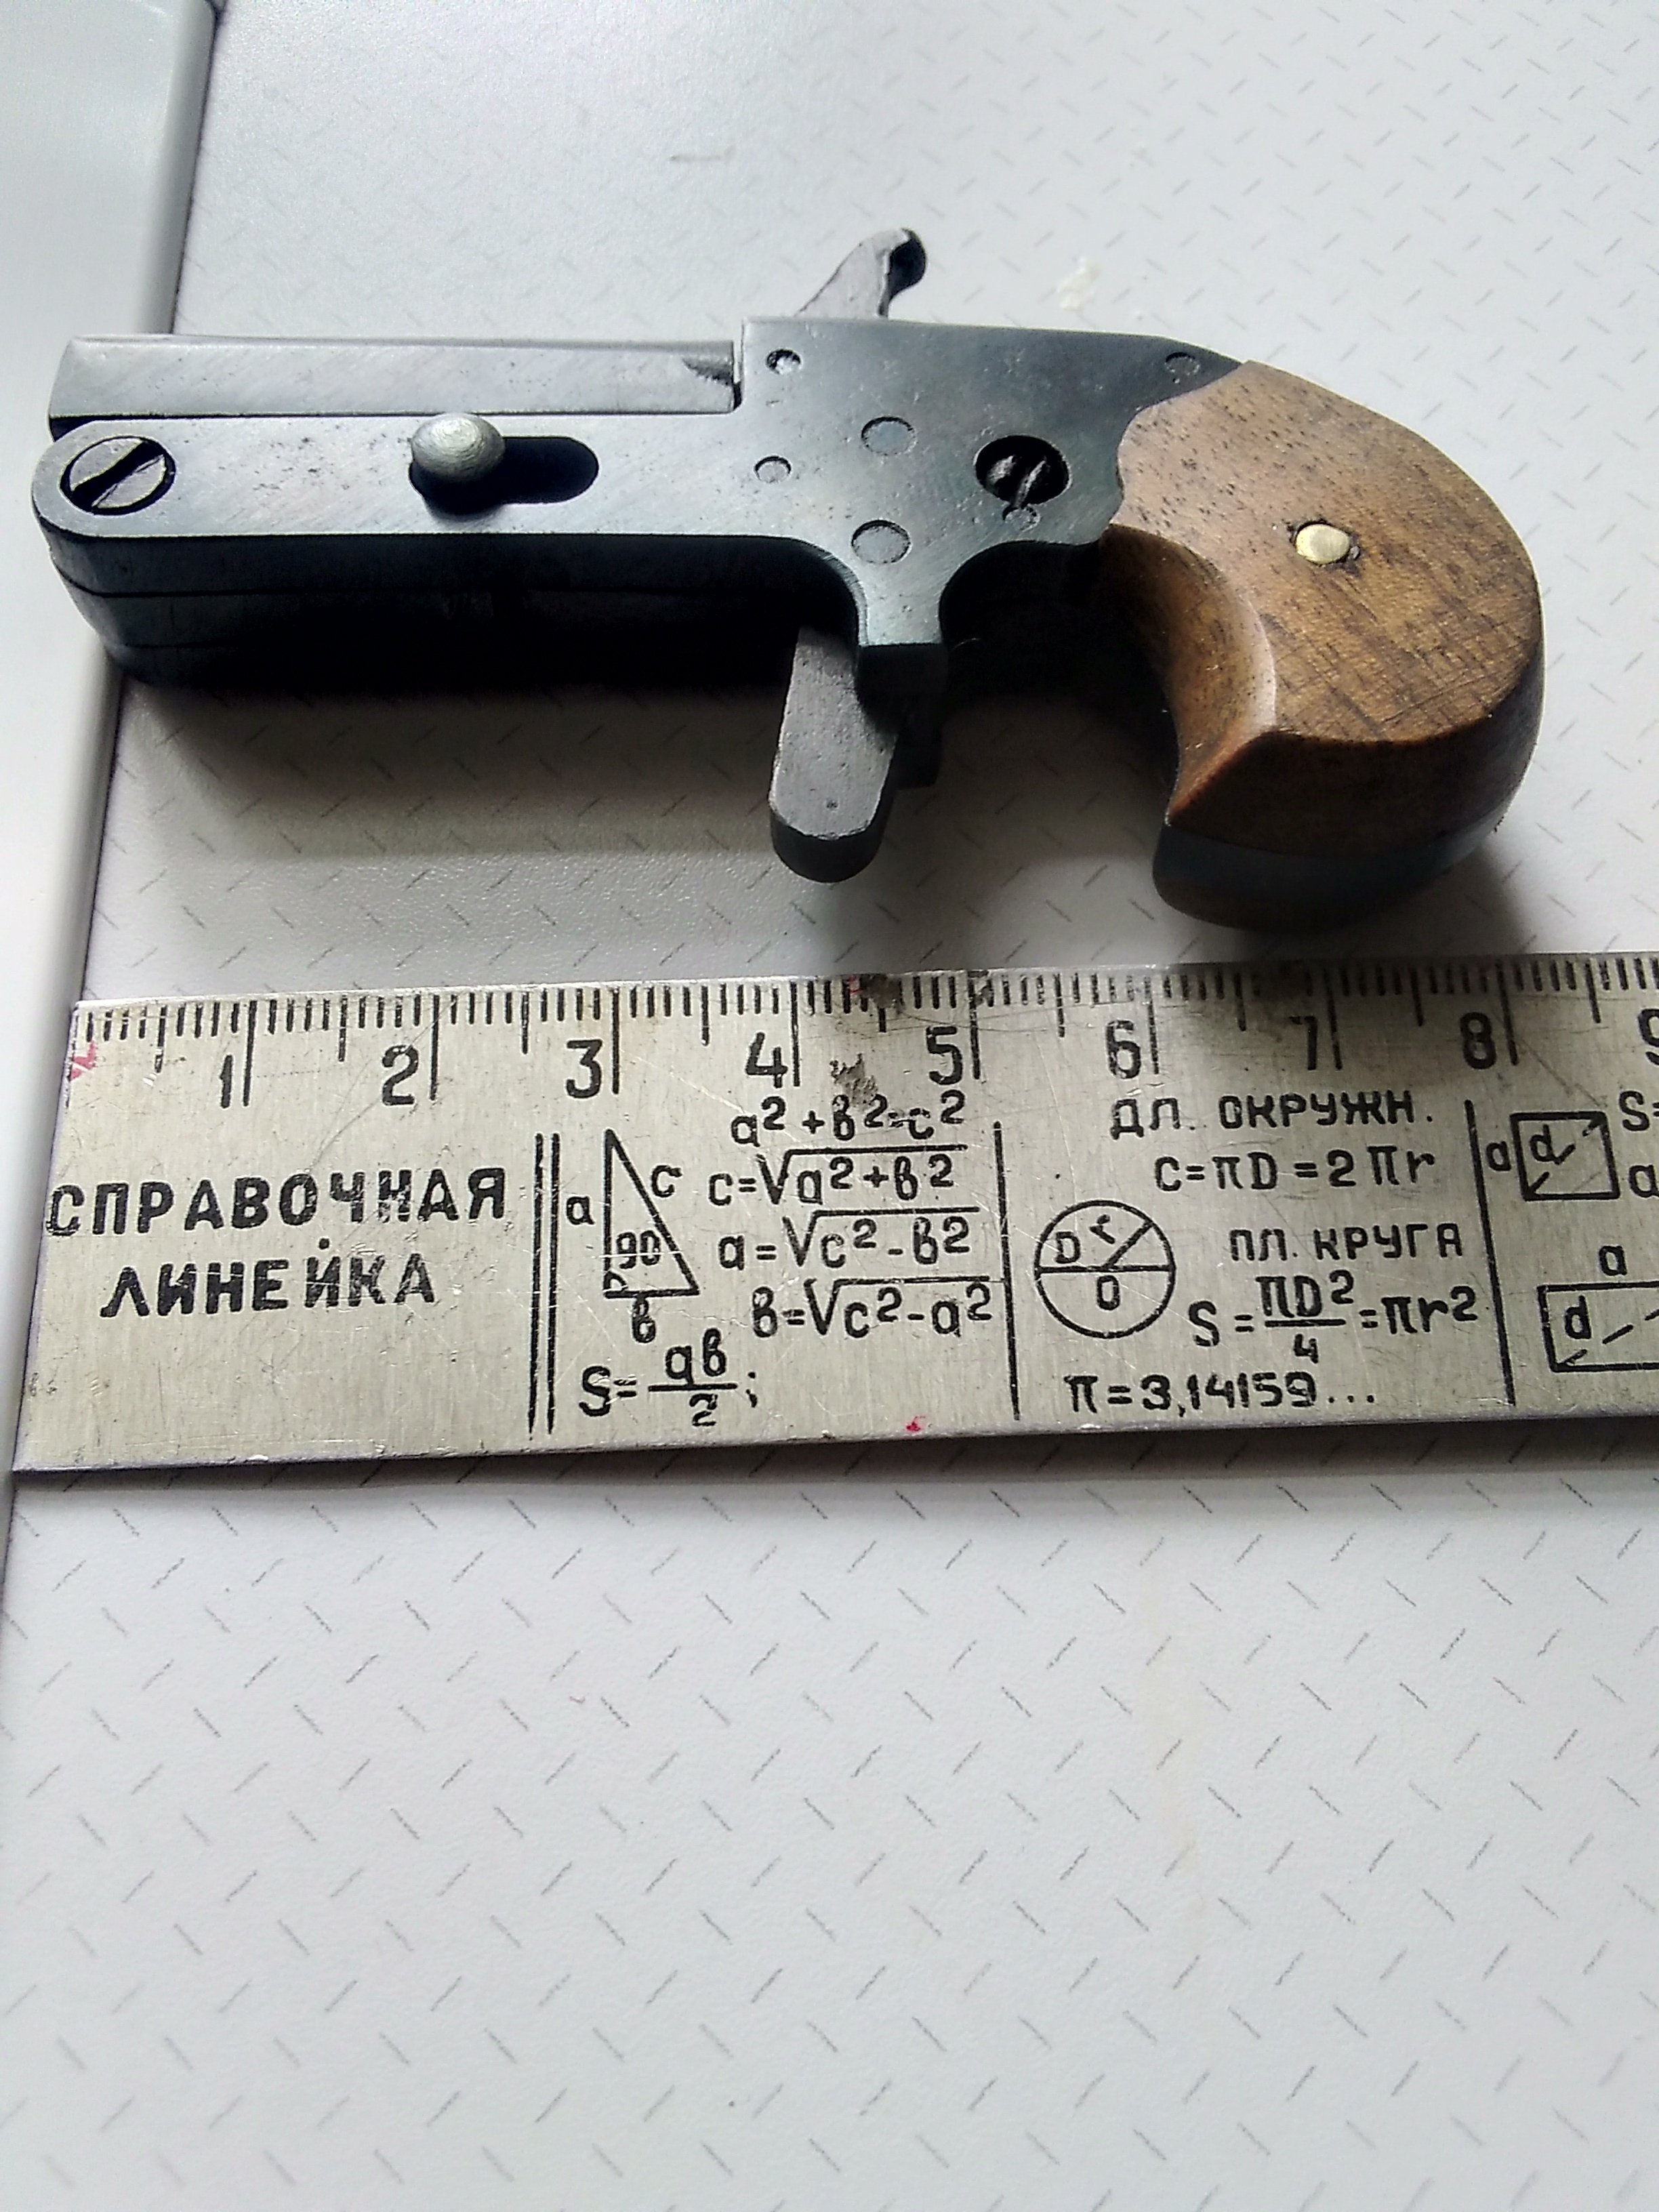 1 2 3 4 5 6 7 8 9
СПРАВОЧНАЯ
ЛИНЕЙКА
a²+в²=c²
c=√a²+в²
a=√c²-в²
в=√c²-a²
a
c
90
в
S=aв/2;
ДЛ. ОКРУЖН.
C=πD=2πr
ПЛ. КРУГА
S=πD²/4=πr²
π=3,14159...
D r
O
a d
S=
a
a
d